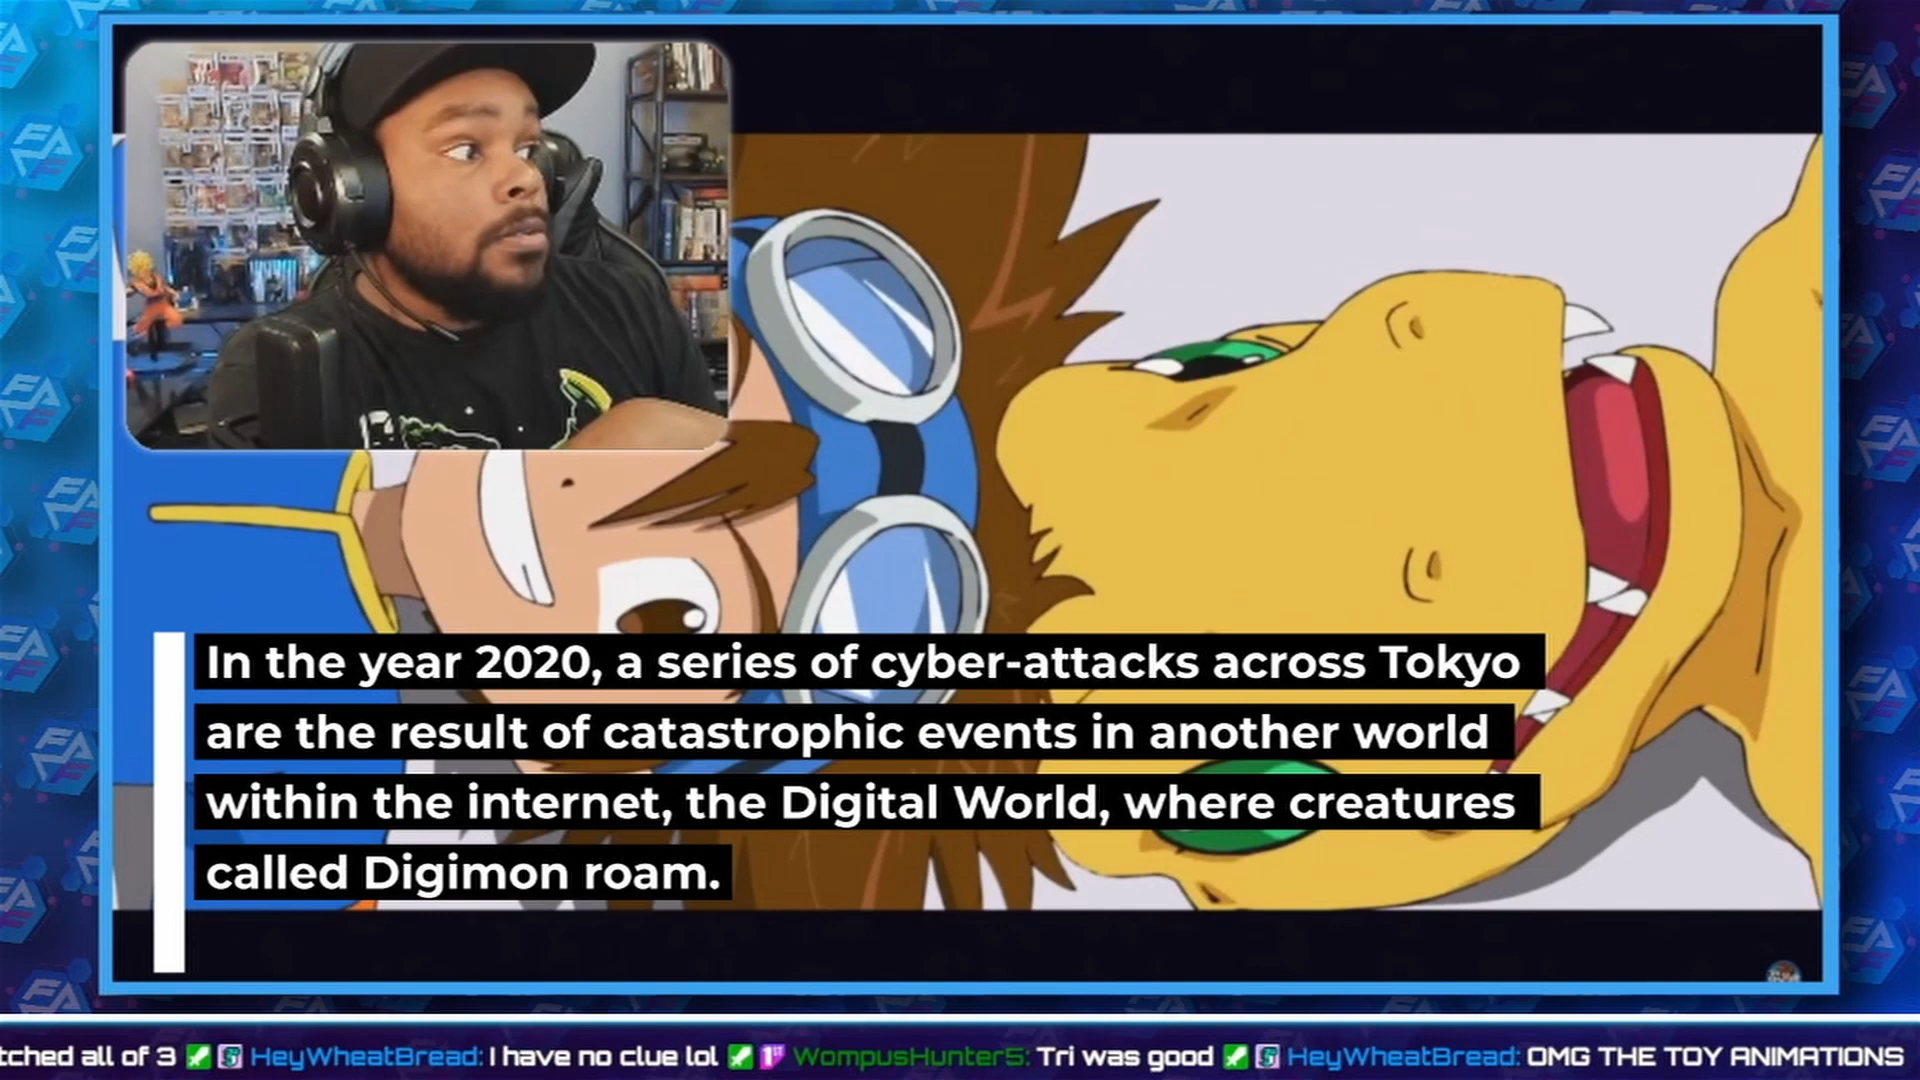 In the year 2020, a series of cyber-attacks across Tokyo
are the result of catastrophic events in another world
within the internet, the Digital World, where creatures
called Digimon roam.
tched all of 3 HeyWheatBread: I have no clue lol 1ST WompusHunter5: Tri was good HeyWheatBread: OMG THE TOY ANIMATIONS